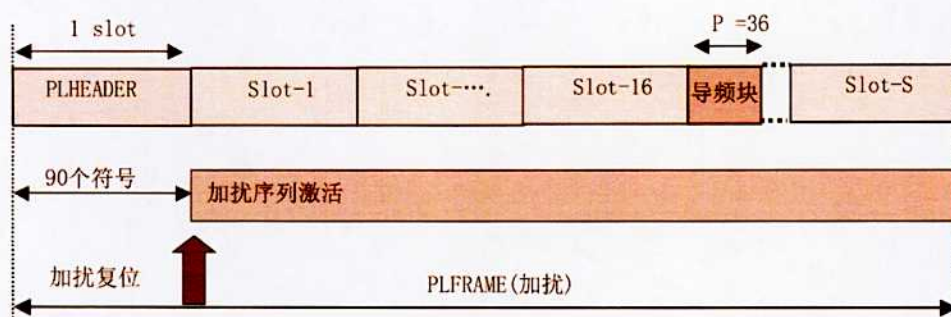 1 slot
P =36
PLHEADER
Slot-1
Slot-….
Slot-16
导频块
Slot-S
90个符号
加扰序列激活
加扰复位
PLFRAME(加扰)